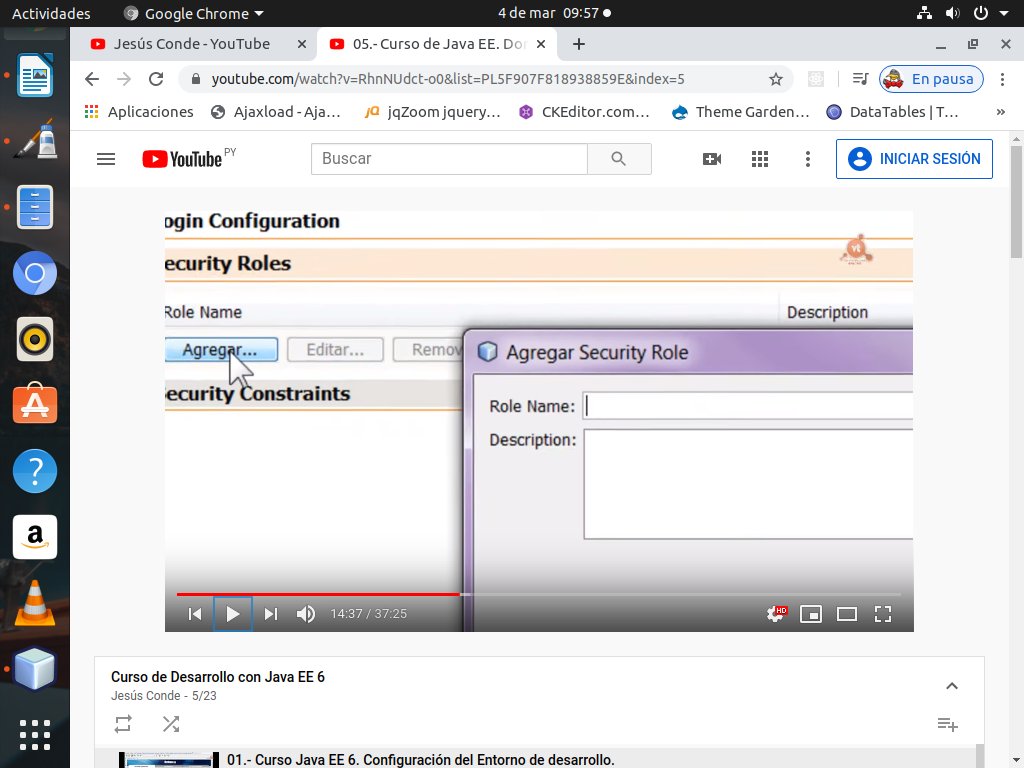 Actividades
Google Chrome
4 de mar 09:57
Jesús Conde - YouTube
05.- Curso de Java EE. Dor
youtube.com/watch?v=RhnNUdct-o0&list=PL5F907F818938859E&index=5
En pausa
Aplicaciones
Ajaxload - Aja...
jQ jqZoom jquery...
CKEditor.com...
Theme Garden...
DataTables | T...
»
YouTube PY
Buscar
INICIAR SESIÓN
ogin Configuration
ecurity Roles
vt
Role Name
Description
Agregar...
Editar...
Remov
Agregar Security Role
ecurity Constraints
Role Name:
Description:
14:37 / 37:25
HD
Curso de Desarrollo con Java EE 6
Jesús Conde - 5/23
01.- Curso Java EE 6. Configuración del Entorno de desarrollo.